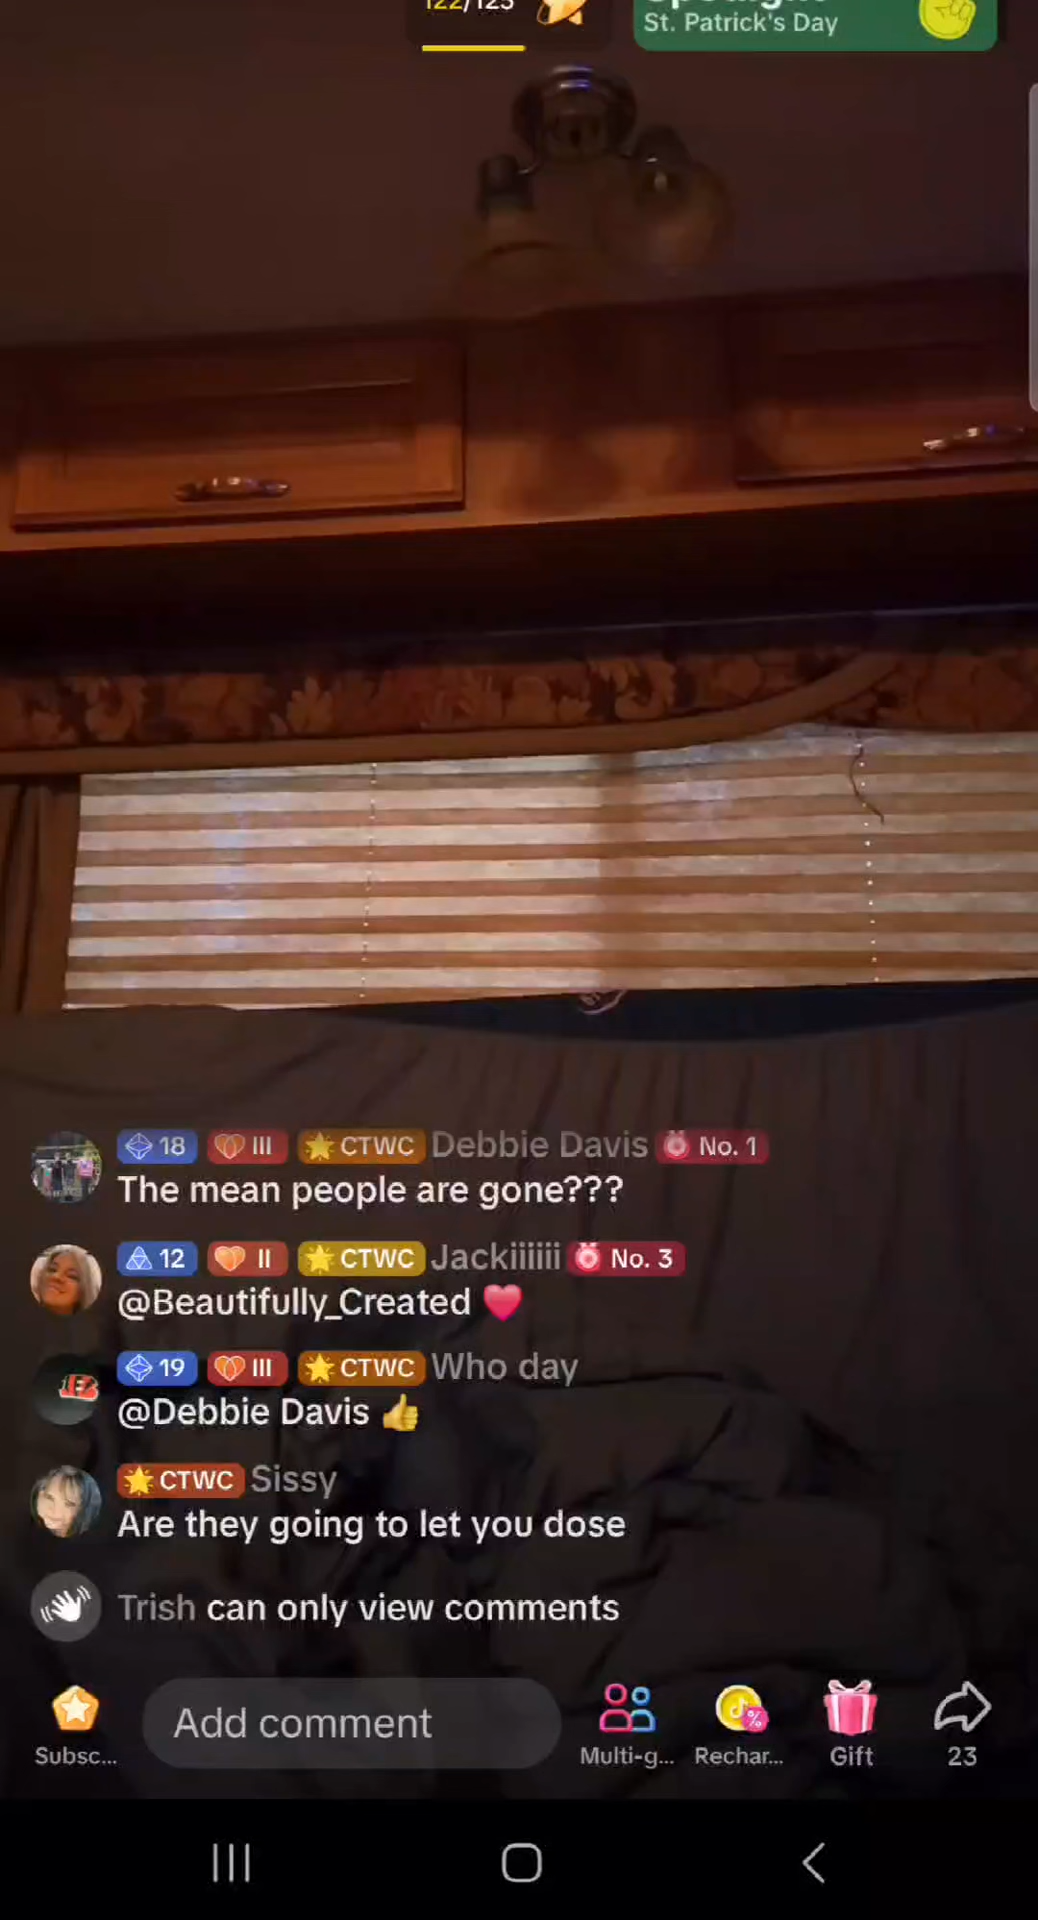 122/123
St. Patrick's Day
18 III CTWC Debbie Davis No. 1
The mean people are gone???
12 II CTWC Jackiiiiii No. 3
@Beautifully_Created
19 III CTWC Who day
@Debbie Davis
CTWC Sissy
Are they going to let you dose
Trish can only view comments
Add comment
Subsc... Multi-g... Rechar... Gift 23